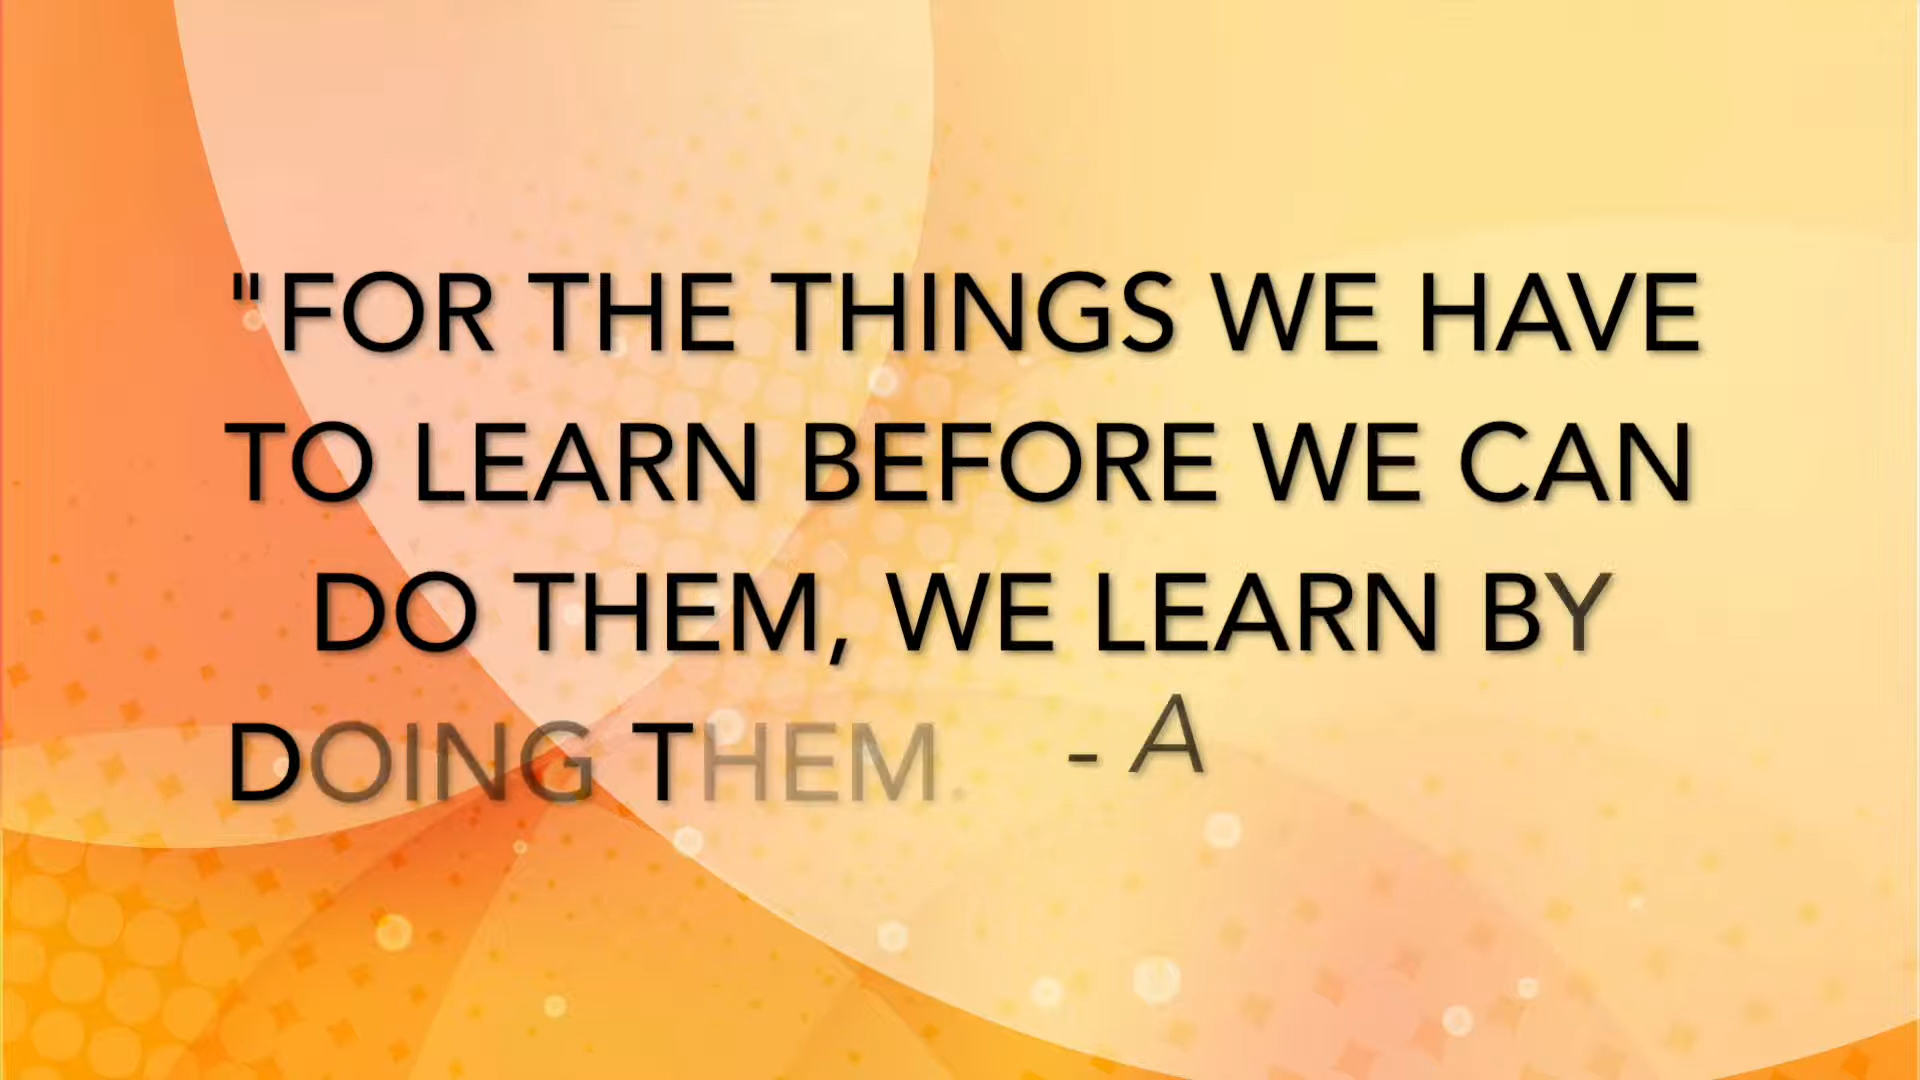 "FOR THE THINGS WE HAVE
TO LEARN BEFORE WE CAN
DO THEM, WE LEARN BY
DOING THEM. - A